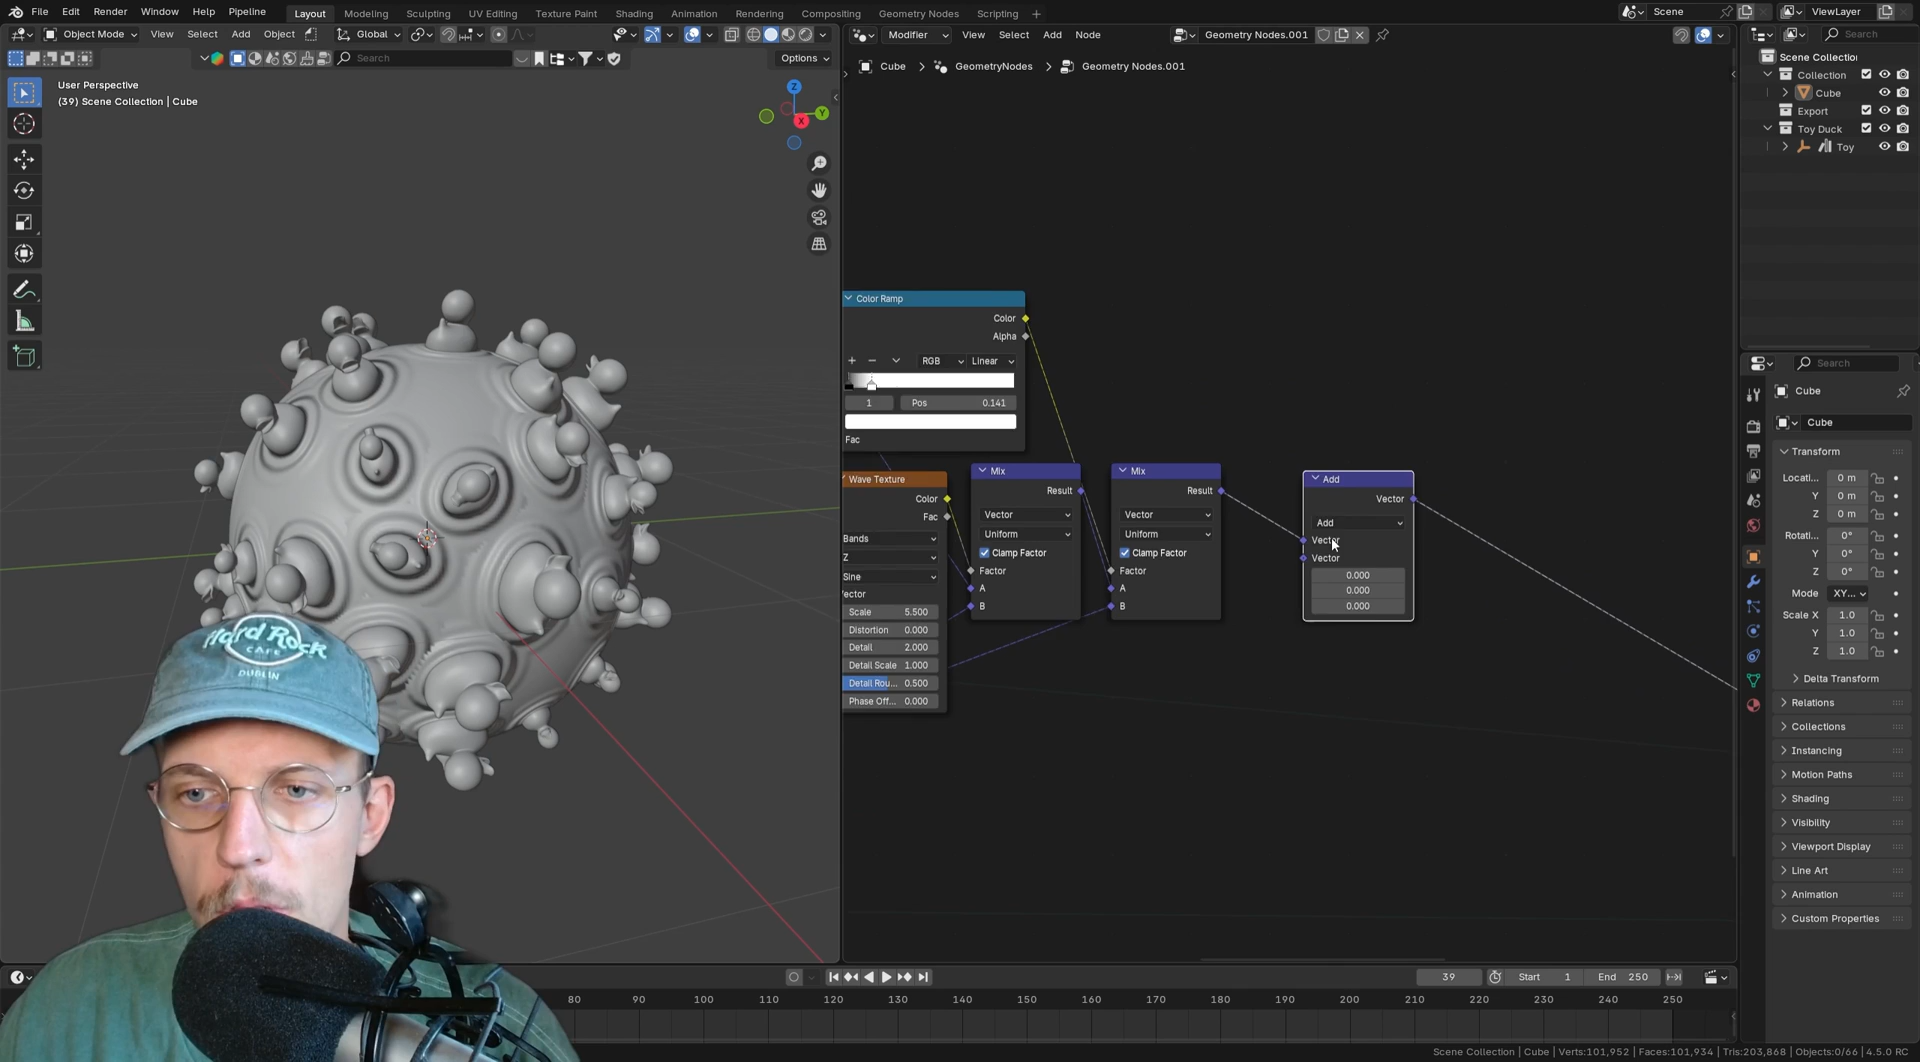 File Edit Render Window Help Pipeline Layout Modeling Sculpting UV Editing Texture Paint Shading Animation Rendering Compositing Geometry Nodes Scripting + Scene ViewLayer
Object Mode View Select Add Object Global
Modifier View Select Add Node Geometry Nodes.001
Search
Search Options
User Perspective
(39) Scene Collection | Cube
Z
Y
X
Cube > GeometryNodes > Geometry Nodes.001
Scene Collection
Collection
Cube
Export
Toy Duck
Toy
Color Ramp
Color
Alpha
RGB Linear
1 Pos 0.141
Fac
Wave Texture
Color
Fac
Bands
Z
Sine
Scale 5.500
Distortion 0.000
Detail 2.000
Detail Scale 1.000
Detail Rou... 0.500
Phase Off... 0.000
Mix
Result
Vector
Uniform
Clamp Factor
Factor
A
B
Mix
Result
Vector
Uniform
Clamp Factor
Factor
A
B
Add
Vector
Add
Vector
Vector
0.000
0.000
0.000
Search
Cube
Cube
Transform
Locati... 0 m
Y 0 m
Z 0 m
Rotati... 0°
Y 0°
Z 0°
Mode XY...
Scale X 1.0
Y 1.0
Z 1.0
Delta Transform
Relations
Collections
Instancing
Motion Paths
Shading
Visibility
Viewport Display
Line Art
Animation
Custom Properties
Hard Rock
CAFE
DUBLIN
39 Start 1 End 250
80 90 100 110 120 130 140 150 160 170 180 190 200 210 220 230 240 250
Scene Collection | Cube | Verts:101,952 | Faces:101,934 | Tris:203,868 | Objects:0/66 | 4.5.0 RC